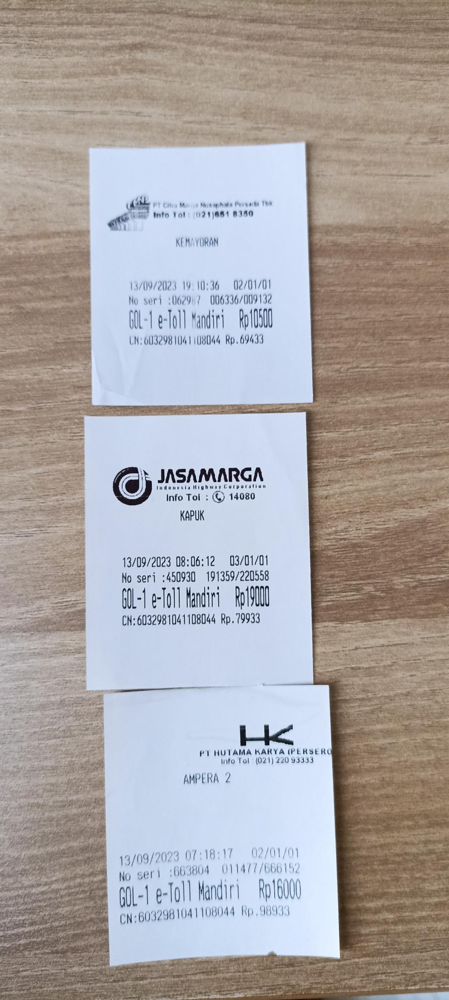 PT Citra Marga Nusaphala Persada Tbk
Info Tol : (021)651 8350
KEMAYORAN
13/09/2023 19:10:36 02/01/01
No seri :062987 006336/009132
GOL-1 e-Toll Mandiri Rp10500
CN:6032981041108044 Rp.69433
JASAMARGA
Indonesia Highway Corporation
Info Tol : 14080
KAPUK
13/09/2023 08:06:12 03/01/01
No seri :450930 191359/220558
GOL-1 e-Toll Mandiri Rp19000
CN:6032981041108044 Rp.79933
HK
PT HUTAMA KARYA (PERSERO
Info Tol : (021) 220 93333
AMPERA 2
13/09/2023 07:18:17 02/01/01
No seri :663804 011477/666152
GOL-1 e-Toll Mandiri Rp16000
CN:6032981041108044 Rp.98933